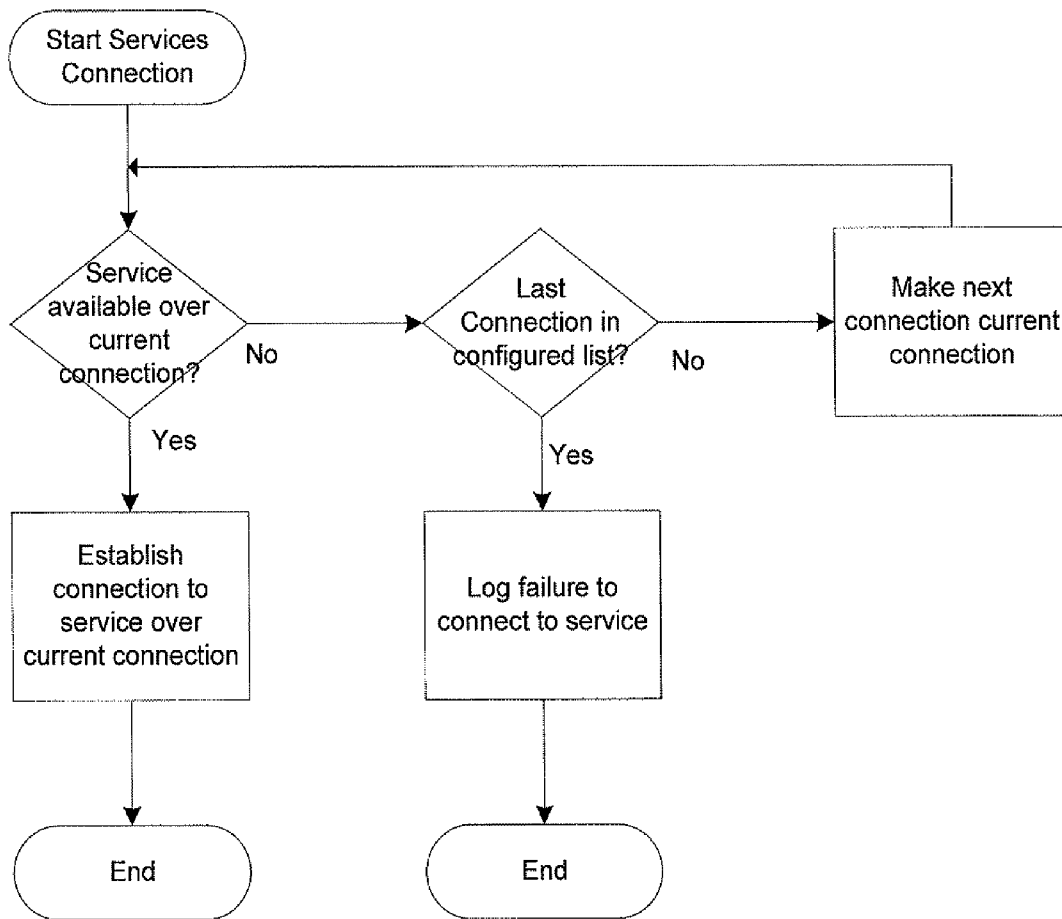 Start Services
Connection
Service
available over
current
connection?
No
Yes
Last
Connection in
configured list?
No
Yes
Make next
connection current
connection
Establish
connection to
service over
current connection
Log failure to
connect to service
End
End